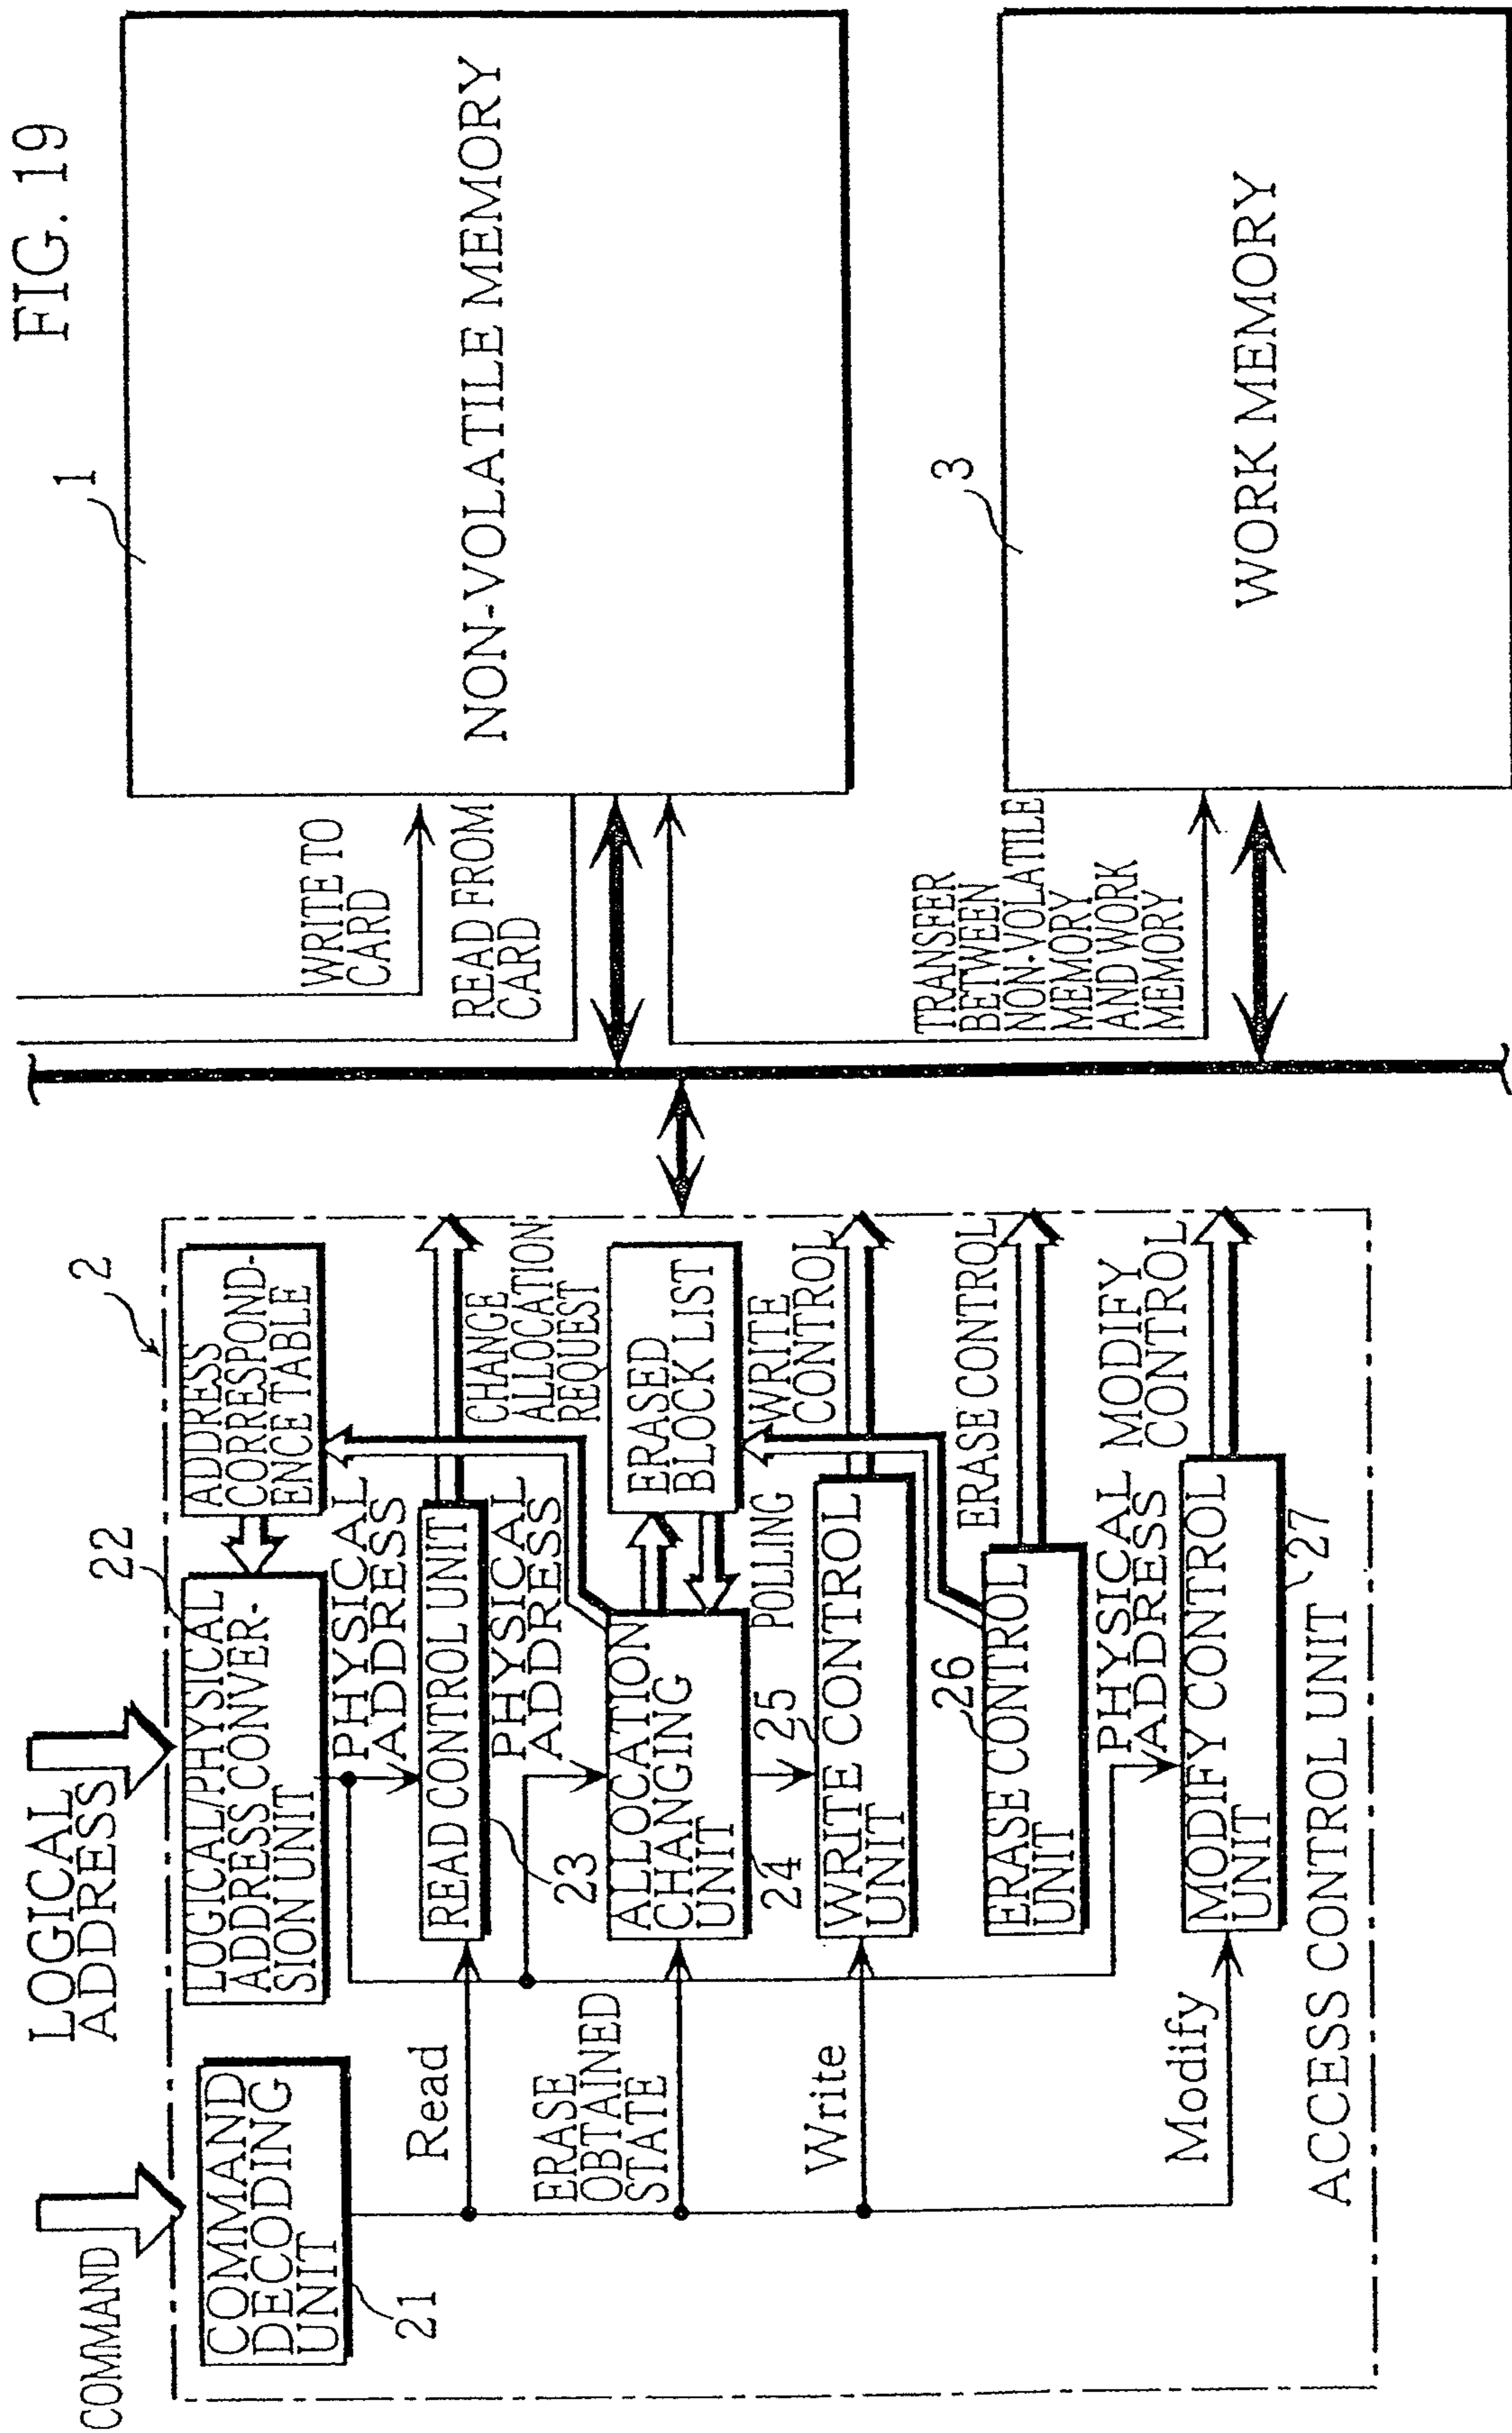 FIG. 19
COMMAND
LOGICAL
ADDRESS
COMMAND
DECODING
UNIT
21
LOGICAL/PHYSICAL
ADDRESS CONVER-
SION UNIT
22
ADDRESS
CORRESPOND-
ENCE TABLE
2
PHYSICAL
ADDRESS
Read
READ CONTROL UNIT
23
PHYSICAL
ADDRESS
CHANGE
ALLOCATION
REQUEST
ERASE
OBTAINED
STATE
ALLOCATION
CHANGING
UNIT
24
ERASED
BLOCK LIST
POLLING
WRITE
CONTROL
Write
25
WRITE CONTROL
UNIT
26
ERASE CONTROL
UNIT
ERASE CONTROL
PHYSICAL
ADDRESS
MODIFY
CONTROL
Modify
MODIFY CONTROL
UNIT
27
ACCESS CONTROL UNIT
WRITE TO
CARD
READ FROM
CARD
1
NON-VOLATILE MEMORY
TRANSFER
BETWEEN
NON-VOLATILE
MEMORY
AND WORK
MEMORY
3
WORK MEMORY